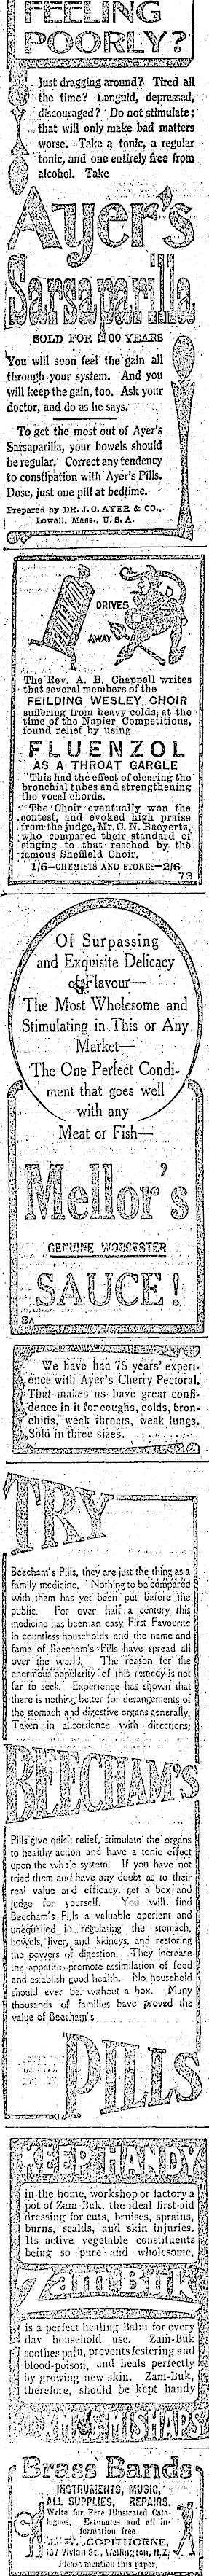 FEELING
POORLY?
Just dragging around? Tired all
the time? Languid, depressed,
discouraged? Do not stimulate;
that will only make bad matters
worse. Take a tonic, a regular
tonic, and one entirely free from
alcohol. Take
Ayer's
Sarsaparilla
SOLD FOR 60 YEARS
You will soon feel the gain all
through your system. And you
will keep the gain, too. Ask your
doctor, and do as he says.
To get the most out of Ayer's
Sarsaparilla, your bowels should
be regular. Correct any tendency
to constipation with Ayer's Pills.
Dose, just one pill at bedtime.
Prepared by DR. J. C. AYER & CO.,
Lowell, Mass., U. S. A.
DRIVES
AWAY
The Rev. A. B. Chappell writes
that several members of the
FEILDING WESLEY CHOIR
suffering from heavy colds, at the
time of the Napier Competitions,
found relief by using
FLUENZOL
AS A THROAT GARGLE
This had the effect of clearing the
bronchial tubes and strengthening
the vocal chords.
The Choir eventually won the
contest, and evoked high praise
from the judge, Mr. C. N. Baeyertz,
who compared their standard of
singing to that reached by the
famous Sheffield Choir.
1/6—CHEMISTS AND STORES—2/6
73
Of Surpassing
and Exquisite Delicacy
of Flavour—
The Most Wholesome and
Stimulating in This or Any
Market—
The One Perfect Condi-
ment that goes well
with any
Meat or Fish—
Mellor's
GENUINE WORCESTER
SAUCE!
8A
We have had 75 years' experi-
ence with Ayer's Cherry Pectoral.
That makes us have great confi-
dence in it for coughs, colds, bron-
chitis, weak throats, weak lungs.
Sold in three sizes.
TRY
Beecham's Pills, they are just the thing as a
family medicine. Nothing to be compared
with them has yet been put before the
public. For over half a century this
medicine has been an easy First Favourite
in countless households and the name and
fame of Beecham's Pills have spread all
over the world. The reason for the
enormous popularity of this remedy is not
far to seek. Experience has shown that
there is nothing better for derangements of
the stomach and digestive organs generally.
Taken in accordance with directions,
BEECHAM'S
Pills give quick relief, stimulate the organs
to healthy action and have a tonic effect
upon the whole system. If you have not
tried them and have any doubt as to their
real value and efficacy, get a box and
judge for yourself. You will find
Beecham's Pills a valuable aperient and
unequalled in regulating the stomach,
bowels, liver, and kidneys, and restoring
the powers of digestion. They increase
the appetite, promote assimilation of food
and establish good health. No household
should ever be without a box. Many
thousands of families have proved the
value of Beecham's
PILLS
KEEP HANDY
in the home, workshop or factory a
pot of Zam-Buk, the ideal first-aid
dressing for cuts, bruises, sprains,
burns, scalds, and skin injuries.
Its active vegetable constituents
being so pure and wholesome,
Zam-Buk
is a perfect healing Balm for every
day household use. Zam-Buk
soothes pain, prevents festering and
blood-poison, and heals perfectly
by growing new skin. Zam-Buk,
therefore, should be kept handy
MISHAPS
Brass Bands
INSTRUMENTS, MUSIC,
ALL SUPPLIES, REPAIRS.
Write for Free Illustrated Cata-
logues, Estimates and all in-
formation free.
J. W. COPITHORNE,
137 Vivian St., Wellington, N.Z.
Please mention this paper.